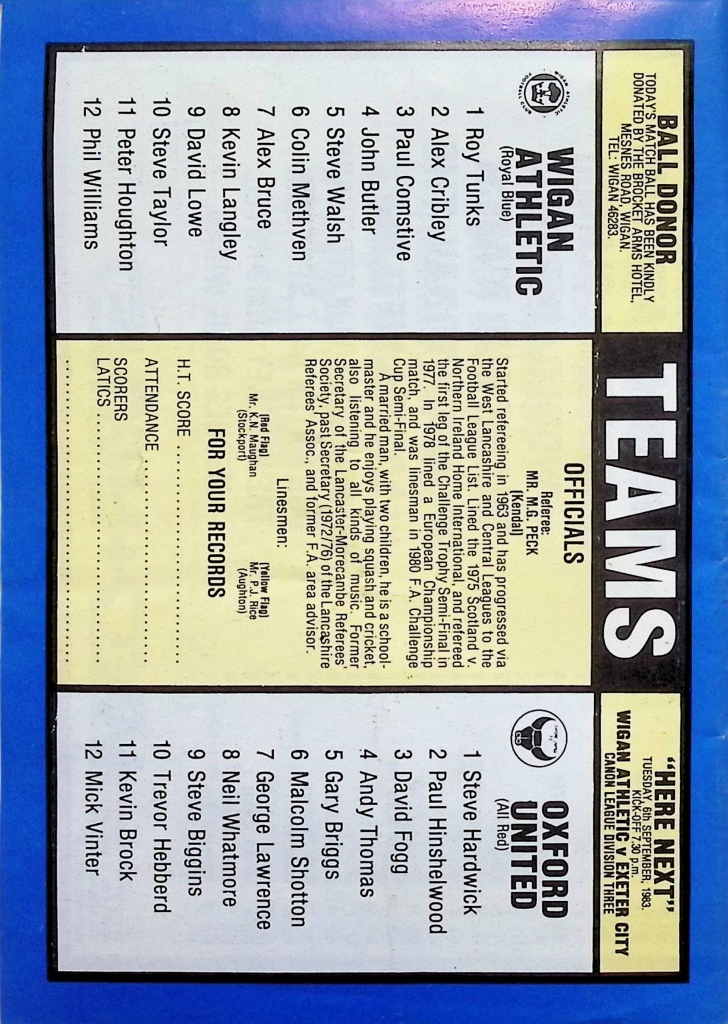 BALL DONOR
TODAY'S MATCH BALL HAS BEEN KINDLY
DONATED BY THE BROCKET ARMS HOTEL,
MESNES ROAD, WIGAN.
TEL: WIGAN 46283.
TEAMS
"HERE NEXT"
TUESDAY, 6th SEPTEMBER, 1983.
KICK-OFF 7.30 p.m.
WIGAN ATHLETIC v EXETER CITY
CANON LEAGUE DIVISION THREE
WIGAN
ATHLETIC
(Royal Blue)
1 Roy Tunks
2 Alex Cribley
3 Paul Comstive
4 John Butler
5 Steve Walsh
6 Colin Methven
7 Alex Bruce
8 Kevin Langley
9 David Lowe
10 Steve Taylor
11 Peter Houghton
12 Phil Williams
OFFICIALS
Referee:
MR. M.G. PECK
(Kendal)
Started refereeing in 1963 and has progressed via
the West Lancashire and Central Leagues to the
Football League List. Lined the 1975 Scotland v.
Northern Ireland Home International, and refereed
the first leg of the Challenge Trophy Semi-Final in
1977. In 1978 lined a European Championship
match, and was linesman in 1980 F.A. Challenge
Cup Semi-Final.
A married man, with two children, he is a school-
master and he enjoys playing squash and cricket,
also listening to all kinds of music. Former
Secretary of the Lancaster-Morecambe Referees'
Society, past Secretary (1972/76) of the Lancashire
Referees Assoc., and former F.A. area advisor.
Linesmen:
(Red Flag) (Yellow Flag)
Mr. K.N. Maughan Mr. P.J. Rice
(Stockport) (Aughton)
FOR YOUR RECORDS
H.T. SCORE ..............................
ATTENDANCE ..............................
SCORERS
LATICS ..............................
..............................
OXFORD
UNITED
(All Red)
1 Steve Hardwick
2 Paul Hinshelwood
3 David Fogg
4 Andy Thomas
5 Gary Briggs
6 Malcolm Shotton
7 George Lawrence
8 Neil Whatmore
9 Steve Biggins
10 Trevor Hebberd
11 Kevin Brock
12 Mick Vinter